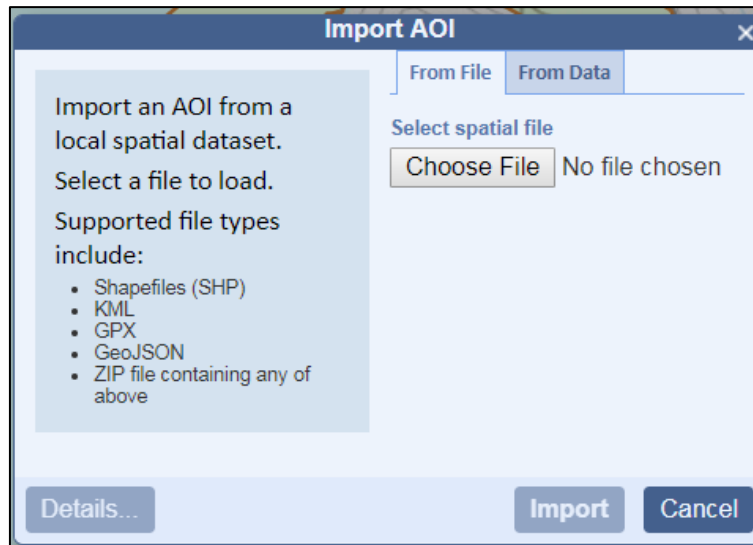 Import AOI
×
From File From Data
Import an AOI from a
local spatial dataset.
Select a file to load.
Supported file types
include:
• Shapefiles (SHP)
• KML
• GPX
• GeoJSON
• ZIP file containing any of
above
Select spatial file
Choose File No file chosen
Details... Import Cancel